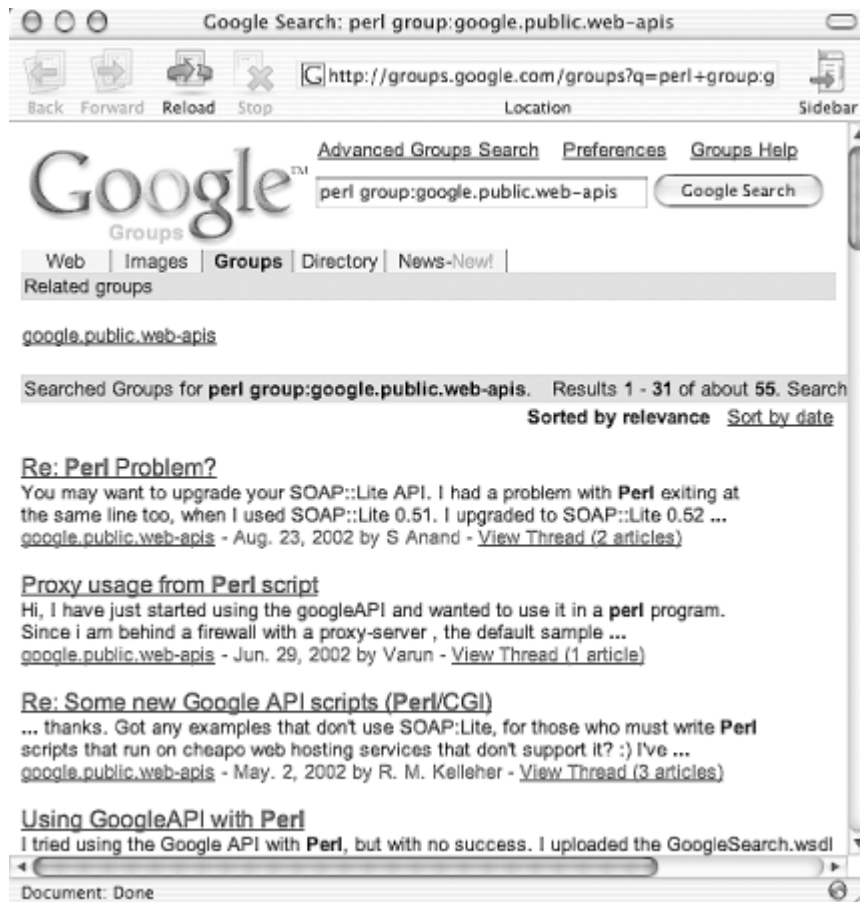 Google Search: perl group:google.public.web-apis
G http://groups.google.com/groups?q=perl+group:g
Back Forward Reload Stop Location Sidebar
Advanced Groups Search Preferences Groups Help
Google TM
Groups
perl group:google.public.web-apis Google Search
Web Images Groups Directory News-New!
Related groups
google.public.web-apis
Searched Groups for perl group:google.public.web-apis. Results 1 - 31 of about 55. Search
Sorted by relevance Sort by date
Re: Perl Problem?
You may want to upgrade your SOAP::Lite API. I had a problem with Perl exiting at
the same line too, when I used SOAP::Lite 0.51. I upgraded to SOAP::Lite 0.52 ...
google.public.web-apis - Aug. 23, 2002 by S Anand - View Thread (2 articles)
Proxy usage from Perl script
Hi, I have just started using the googleAPI and wanted to use it in a perl program.
Since i am behind a firewall with a proxy-server , the default sample ...
google.public.web-apis - Jun. 29, 2002 by Varun - View Thread (1 article)
Re: Some new Google API scripts (Perl/CGI)
... thanks. Got any examples that don't use SOAP:Lite, for those who must write Perl
scripts that run on cheapo web hosting services that don't support it? :) I've ...
google.public.web-apis - May. 2, 2002 by R. M. Kelleher - View Thread (3 articles)
Using GoogleAPI with Perl
I tried using the Google API with Perl, but with no success. I uploaded the GoogleSearch.wsdl
Document: Done